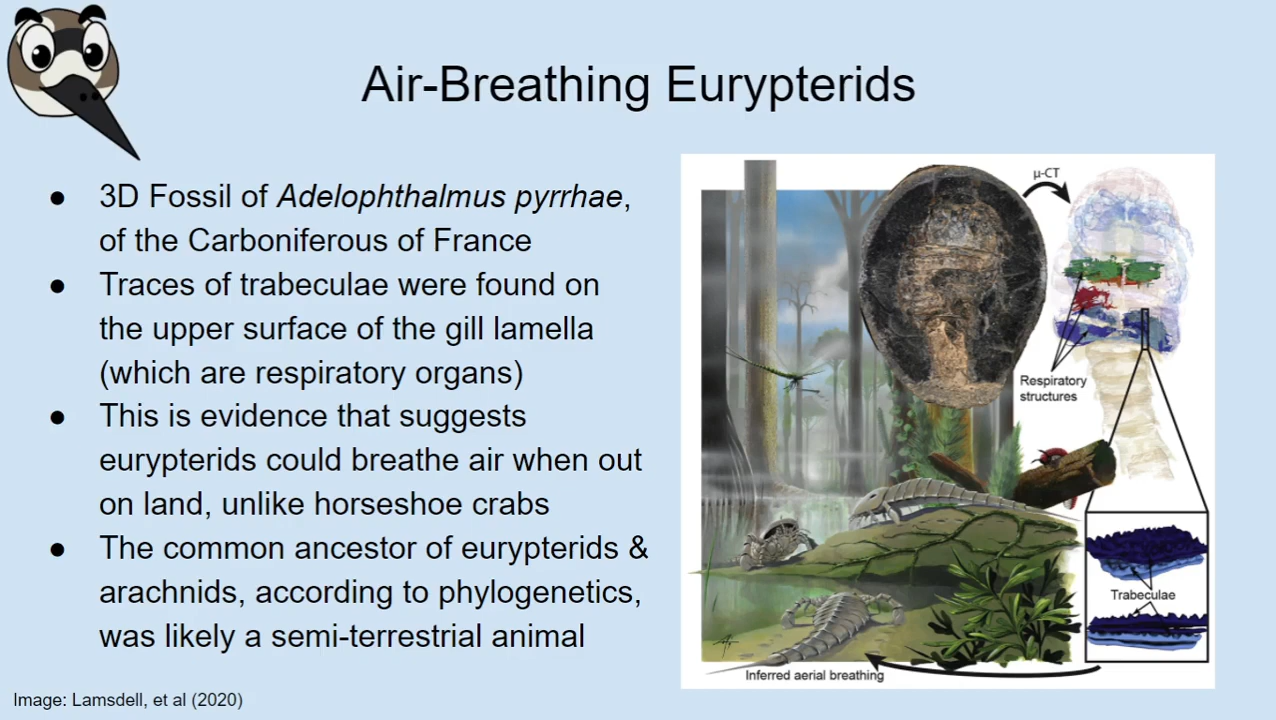 Air-Breathing Eurypterids
● 3D Fossil of Adelophthalmus pyrrhae,
of the Carboniferous of France
● Traces of trabeculae were found on
the upper surface of the gill lamella
(which are respiratory organs)
● This is evidence that suggests
eurypterids could breathe air when out
on land, unlike horseshoe crabs
● The common ancestor of eurypterids &
arachnids, according to phylogenetics,
was likely a semi-terrestrial animal
μ-CT
Respiratory
structures
Trabeculae
Inferred aerial breathing
Image: Lamsdell, et al (2020)